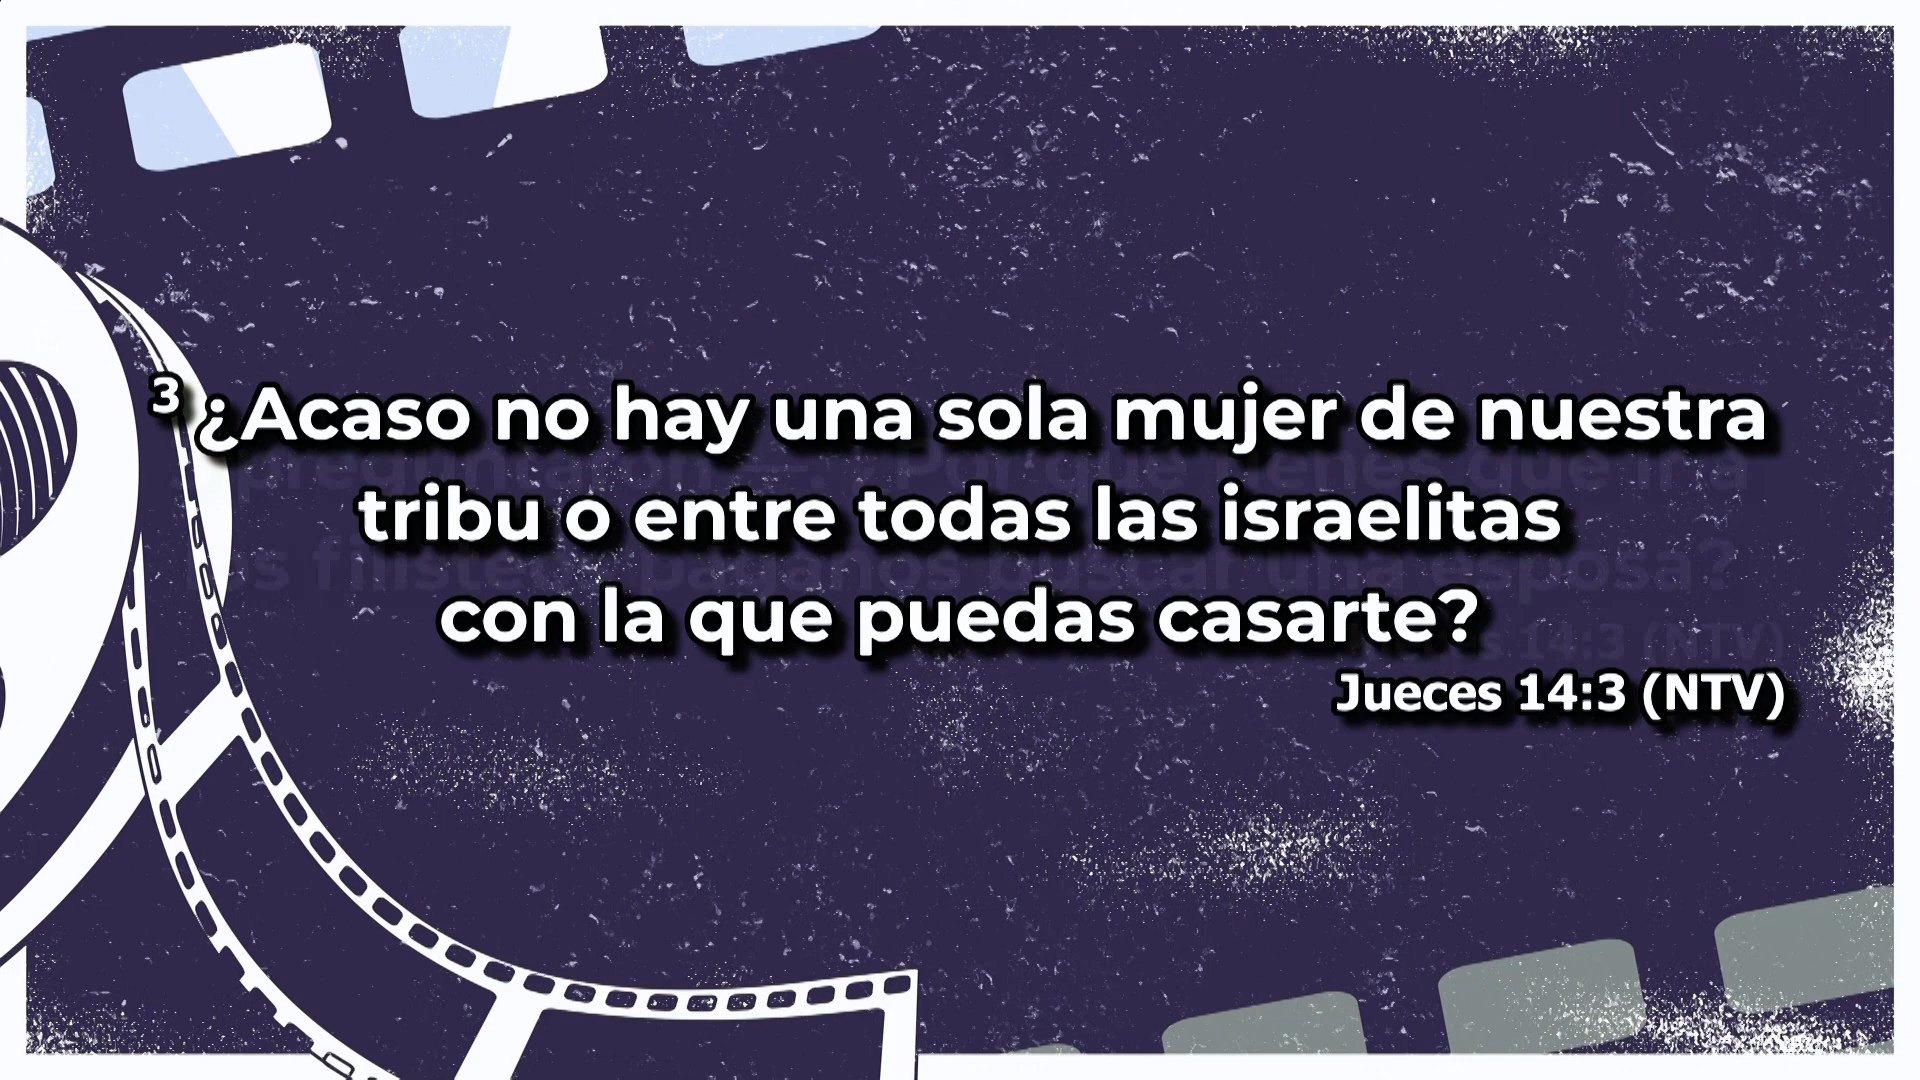 3 ¿Acaso no hay una sola mujer de nuestra
tribu o entre todas las israelitas
con la que puedas casarte?
Jueces 14:3 (NTV)